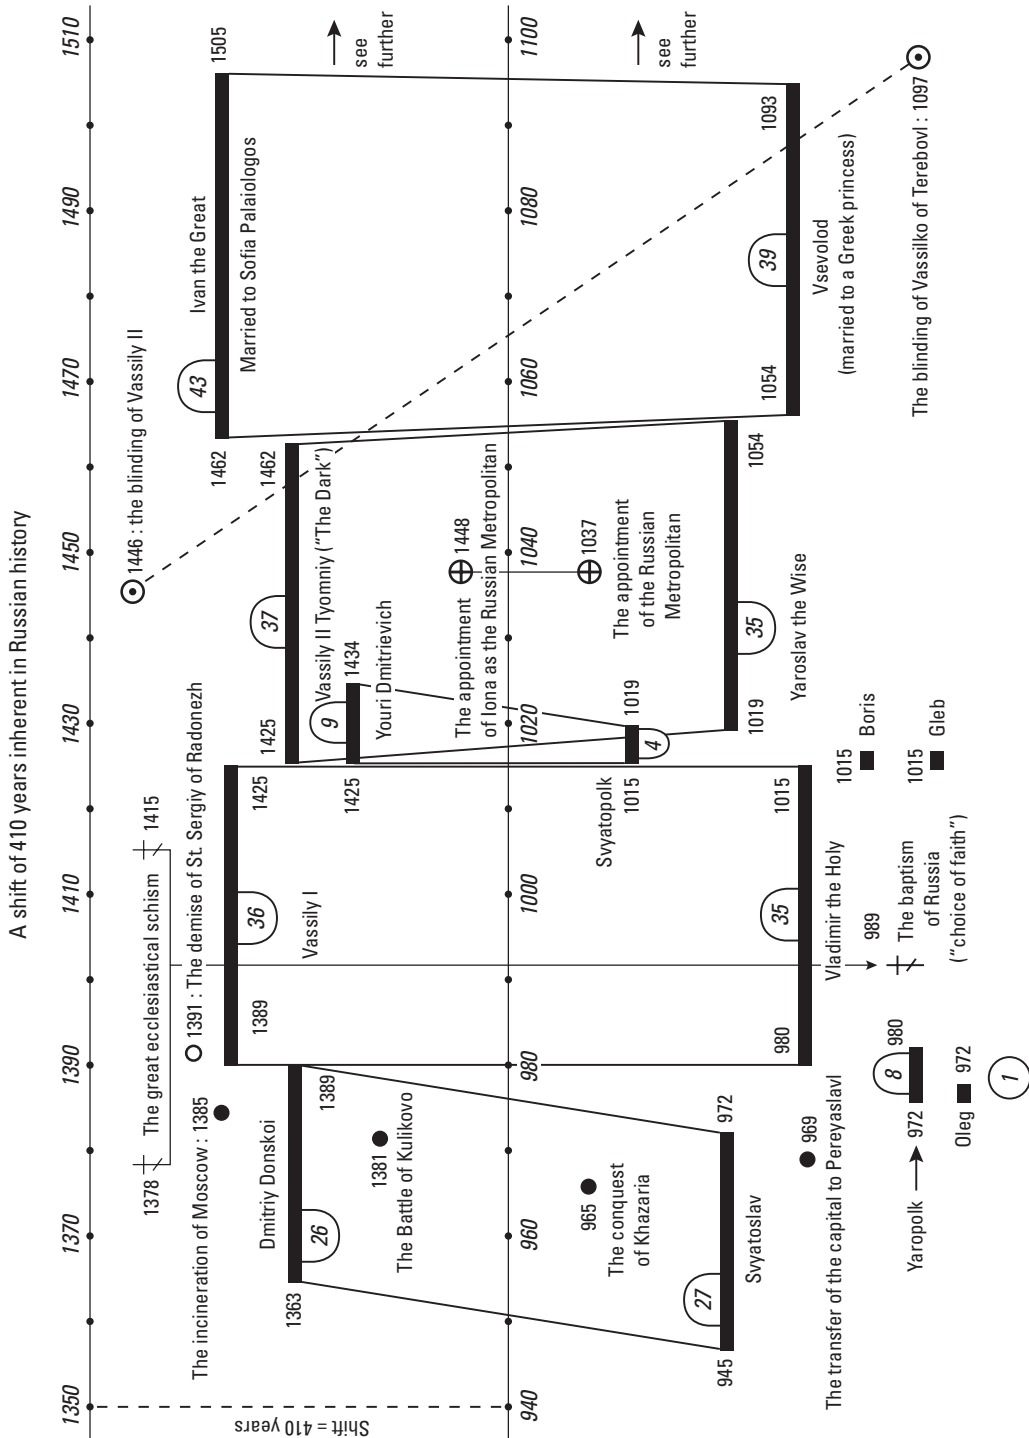 A shift of 410 years inherent in Russian history
1378
The great ecclesiastical schism
1415
1446 : the blinding of Vassily II
The incineration of Moscow : 1385
1391 : The demise of St. Sergiy of Radonezh
1350
1370
1390
1410
1430
1450
1470
1490
1510
Shift = 410 years
Dmitriy Donskoi
1363
26
1389
1381
The Battle of Kulikovo
1389
36
1425
Vassily I
1425
37
1462
Vassily II Tyomniy ("The Dark")
9
1425
1434
Youri Dmitrievich
1462
43
Ivan the Great
1505
Married to Sofia Palaiologos
see
further
1448
The appointment
of Iona as the Russian Metropolitan
940
960
980
1000
1020
1040
1060
1080
1100
965
The conquest
of Khazaria
1037
The appointment
of the Russian
Metropolitan
see
further
945
27
972
Svyatoslav
Svyatopolk
1015
4
1019
1019
35
1054
Yaroslav the Wise
980
35
1015
Vladimir the Holy
1054
39
1093
Vsevolod
(married to a Greek princess)
969
The transfer of the capital to Pereyaslavl
989
The baptism
of Russia
("choice of faith")
1015
Boris
1015
Gleb
Yaropolk
972
8
980
Oleg
972
The blinding of Vassilko of Terebovl : 1097
1